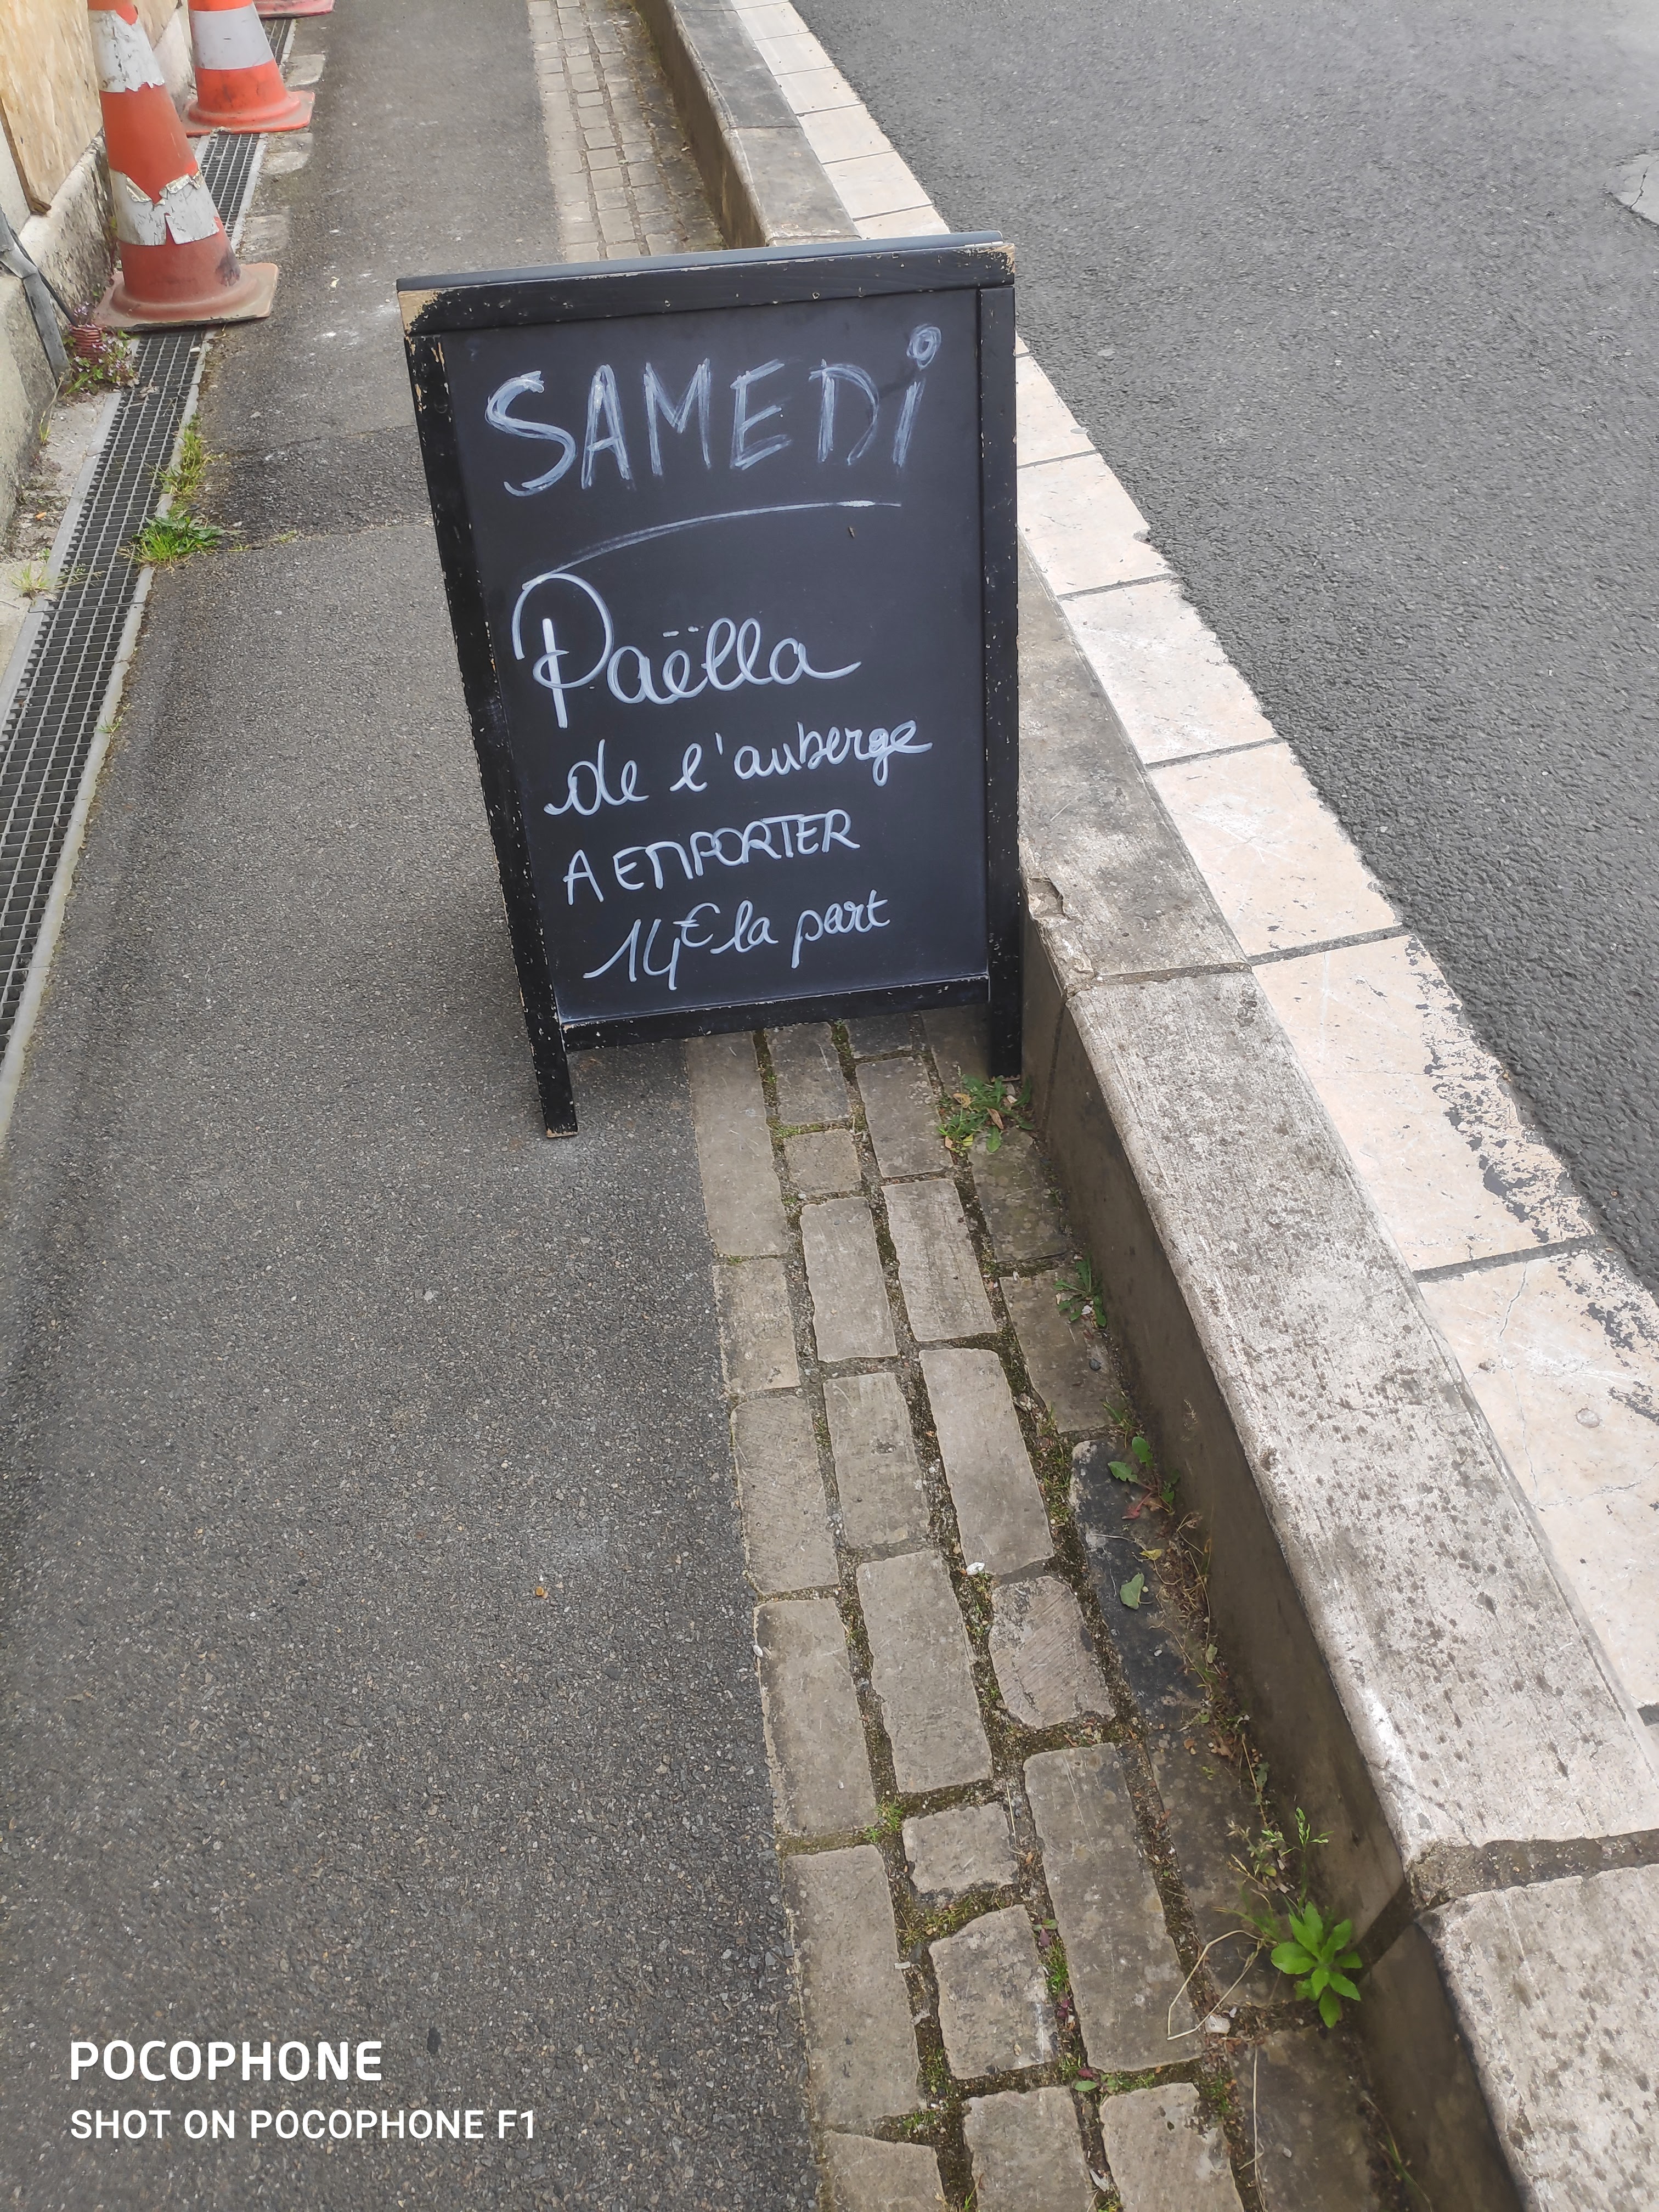 SAMEDi
Paëlla
de l'auberge
A EMPORTER
14€ la part
POCOPHONE
SHOT ON POCOPHONE F1